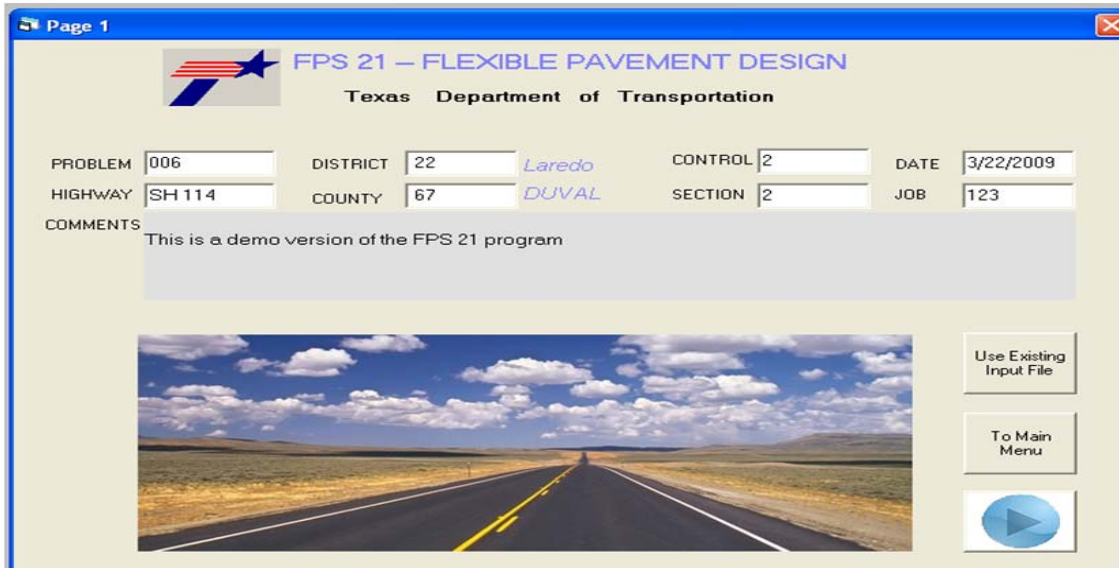 Page 1
FPS 21 – FLEXIBLE PAVEMENT DESIGN
Texas Department of Transportation
PROBLEM 006 DISTRICT 22 Laredo CONTROL 2 DATE 3/22/2009
HIGHWAY SH 114 COUNTY 67 DUVAL SECTION 2 JOB 123
COMMENTS
This is a demo version of the FPS 21 program
Use Existing
Input File
To Main
Menu